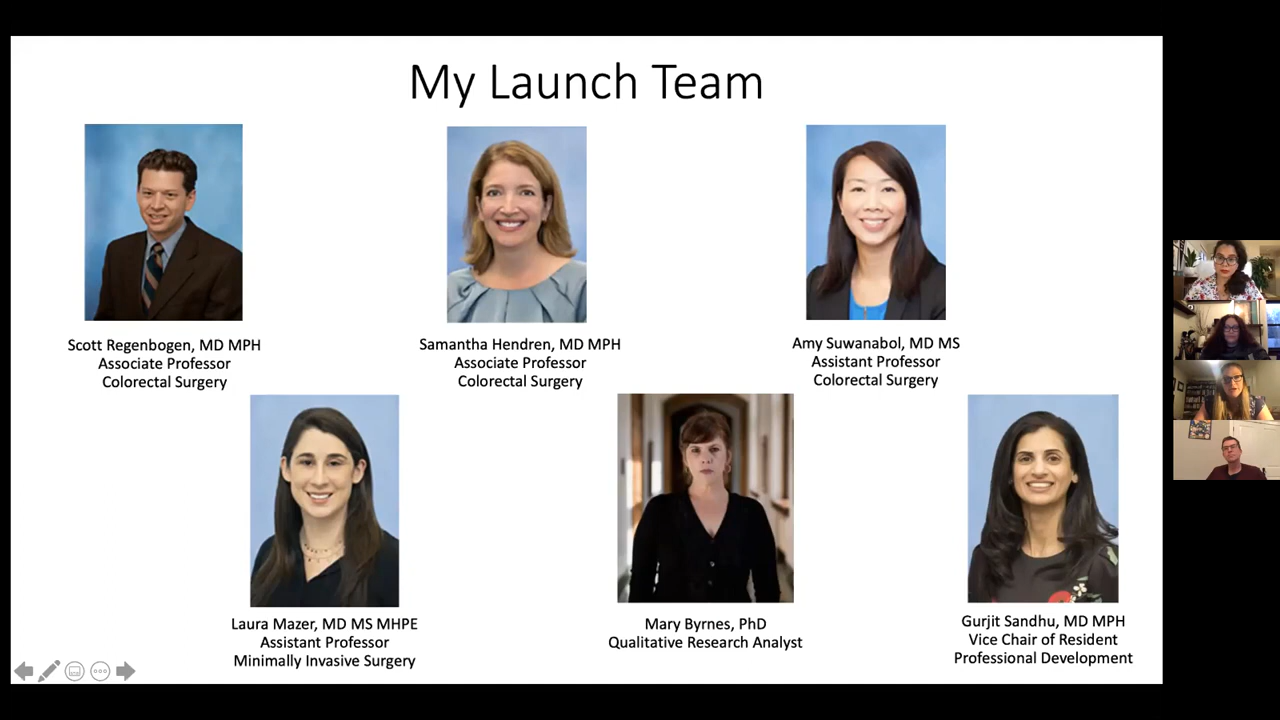 My Launch Team
Scott Regenbogen, MD MPH
Associate Professor
Colorectal Surgery
Samantha Hendren, MD MPH
Associate Professor
Colorectal Surgery
Amy Suwanabol, MD MS
Assistant Professor
Colorectal Surgery
Laura Mazer, MD MS MHPE
Assistant Professor
Minimally Invasive Surgery
Mary Byrnes, PhD
Qualitative Research Analyst
Gurjit Sandhu, MD MPH
Vice Chair of Resident
Professional Development